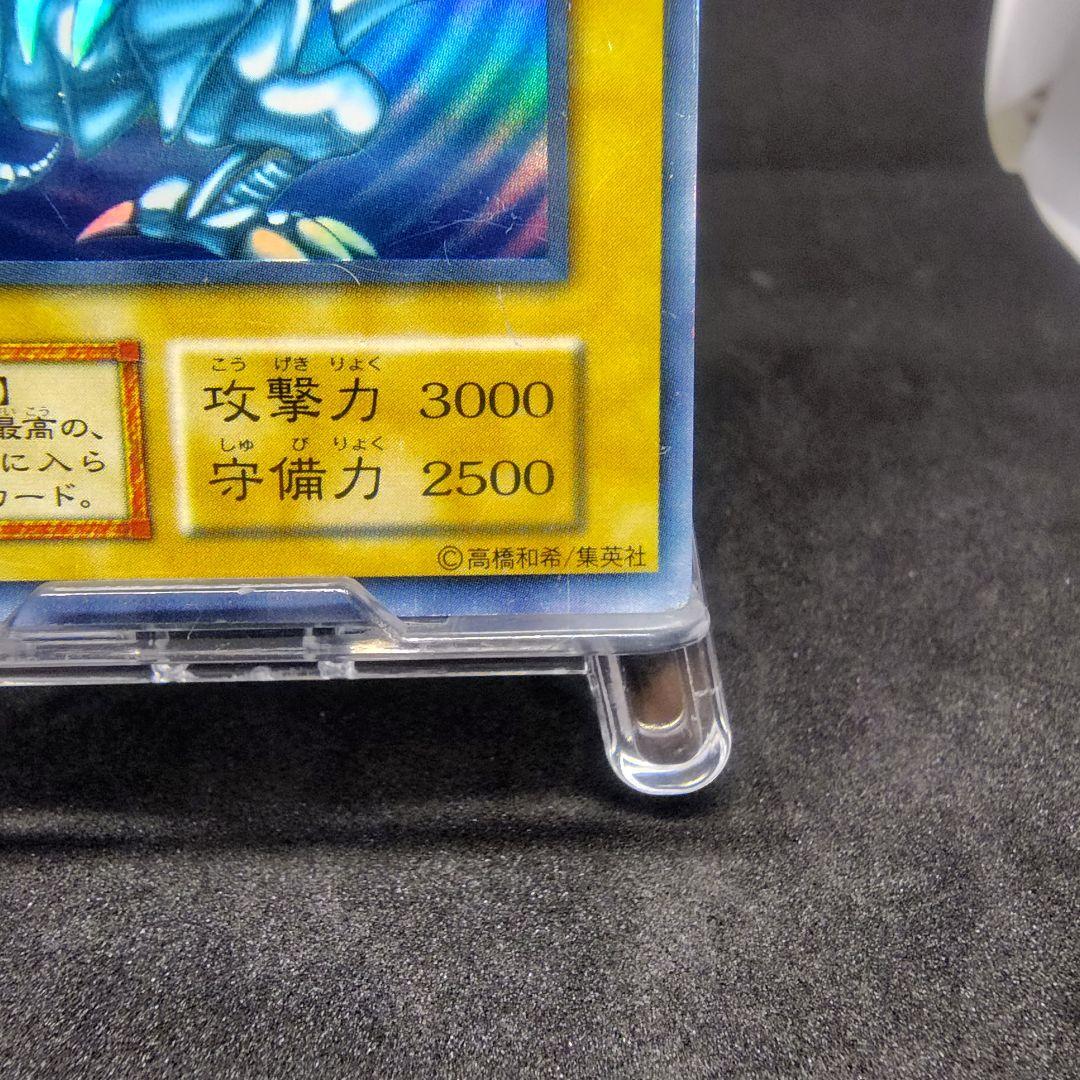 】
最高の、
に入ら
カード。
こう げき りょく
攻撃力 3000
しゅ び りょく
守備力 2500
©高橋和希/集英社